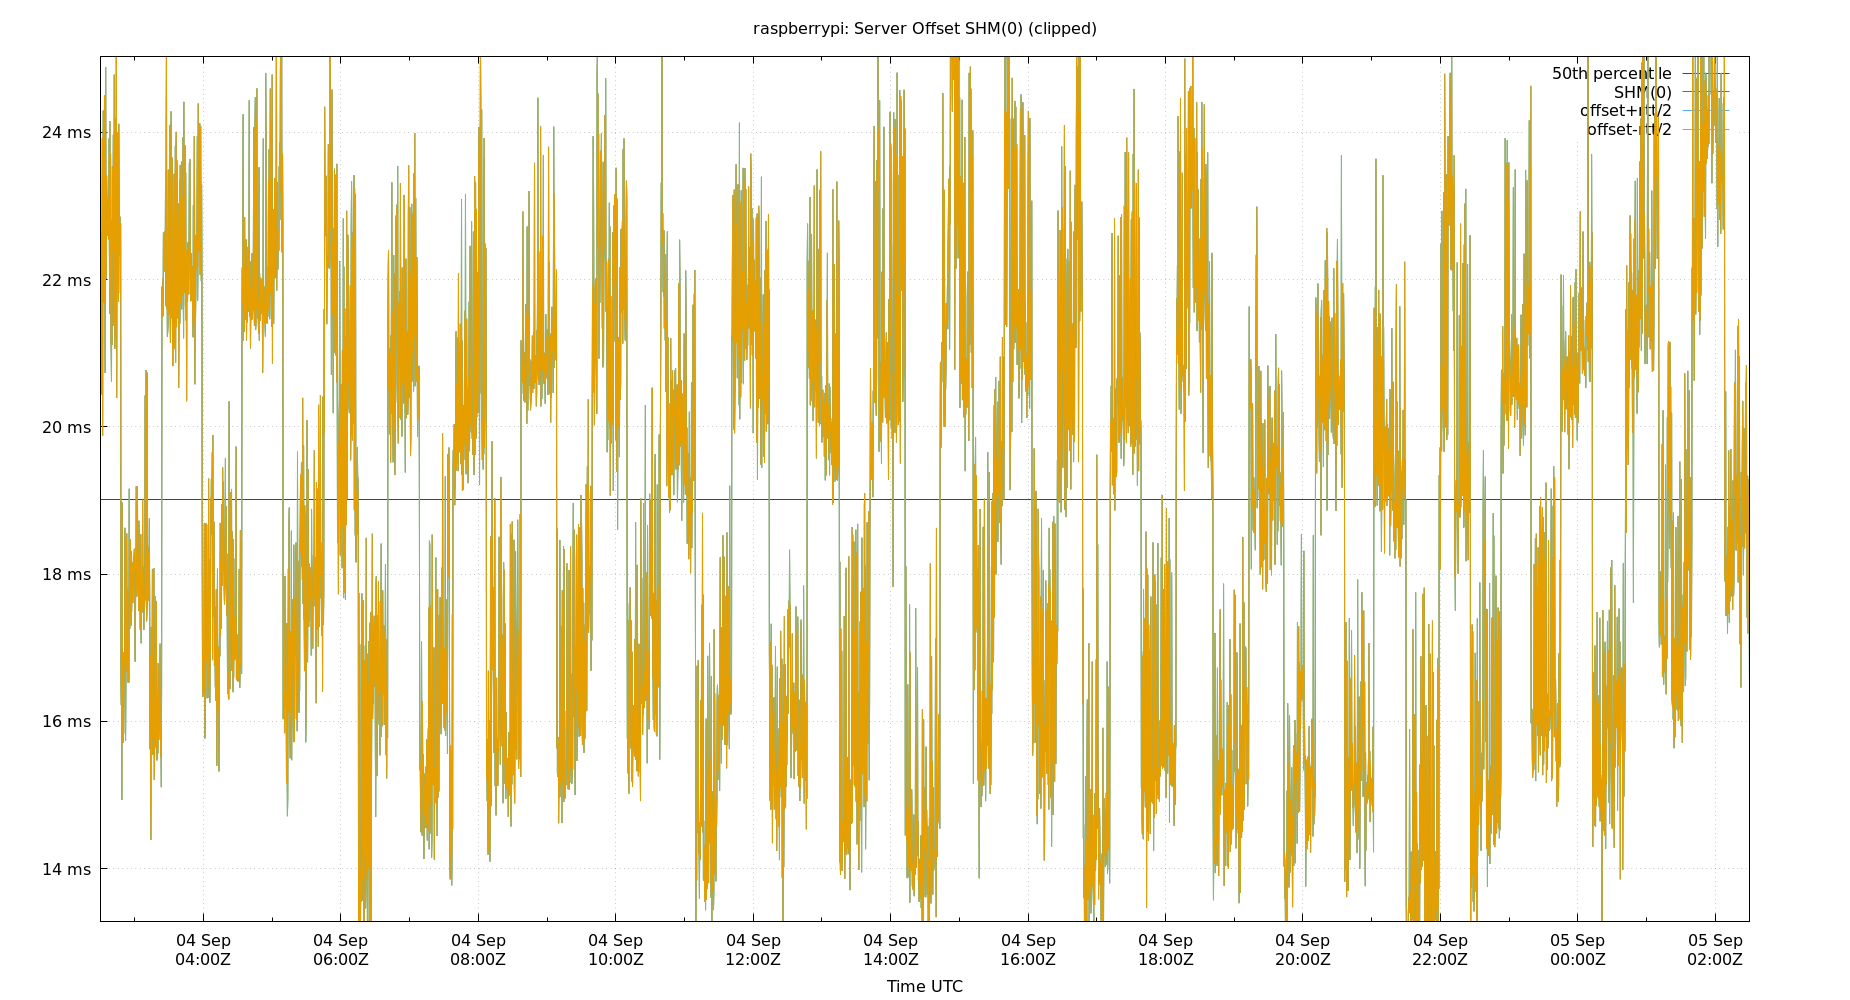 raspberrypi: Server Offset SHM(0) (clipped)
50th percentile
SHM(0)
offset+rtt/2
offset-rtt/2
24 ms
22 ms
20 ms
18 ms
16 ms
14 ms
04 Sep 04 Sep 04 Sep 04 Sep 04 Sep 04 Sep 04 Sep 04 Sep 04 Sep 04 Sep 05 Sep 05 Sep
04:00Z 06:00Z 08:00Z 10:00Z 12:00Z 14:00Z 16:00Z 18:00Z 20:00Z 22:00Z 00:00Z 02:00Z
Time UTC